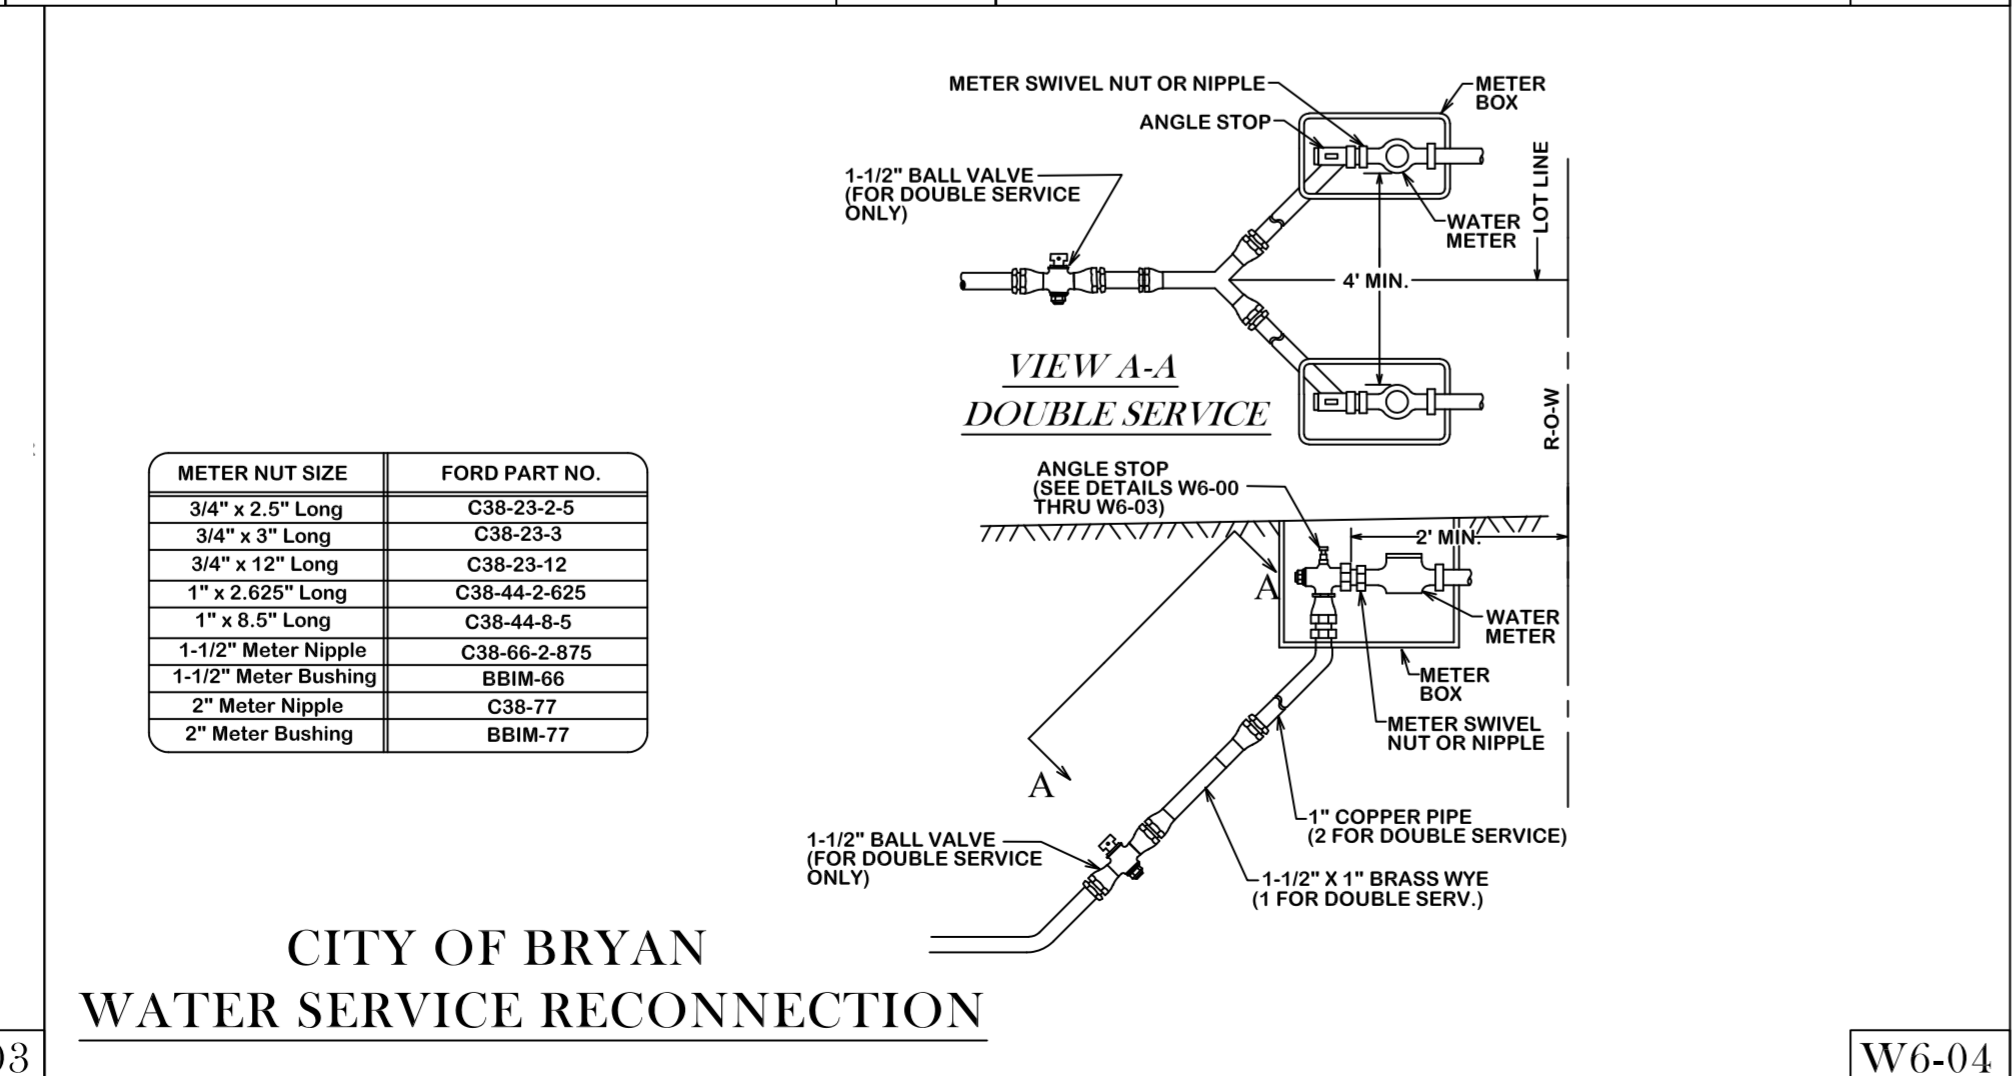 METER SWIVEL NUT OR NIPPLE
ANGLE STOP
METER
BOX
1-1/2" BALL VALVE
(FOR DOUBLE SERVICE
ONLY)
LOT LINE
WATER
METER
4' MIN.
VIEW A-A
DOUBLE SERVICE
R-O-W
METER NUT SIZE FORD PART NO.
3/4" x 2.5" Long C38-23-2-5
3/4" x 3" Long C38-23-3
3/4" x 12" Long C38-23-12
1" x 2.625" Long C38-44-2-625
1" x 8.5" Long C38-44-8-5
1-1/2" Meter Nipple C38-66-2-875
1-1/2" Meter Bushing BBIM-66
2" Meter Nipple C38-77
2" Meter Bushing BBIM-77
ANGLE STOP
(SEE DETAILS W6-00
THRU W6-03)
2' MIN.
A
WATER
METER
METER
BOX
METER SWIVEL
NUT OR NIPPLE
A
1" COPPER PIPE
(2 FOR DOUBLE SERVICE)
1-1/2" BALL VALVE
(FOR DOUBLE SERVICE
ONLY)
1-1/2" X 1" BRASS WYE
(1 FOR DOUBLE SERV.)
CITY OF BRYAN
WATER SERVICE RECONNECTION
03
W6-04